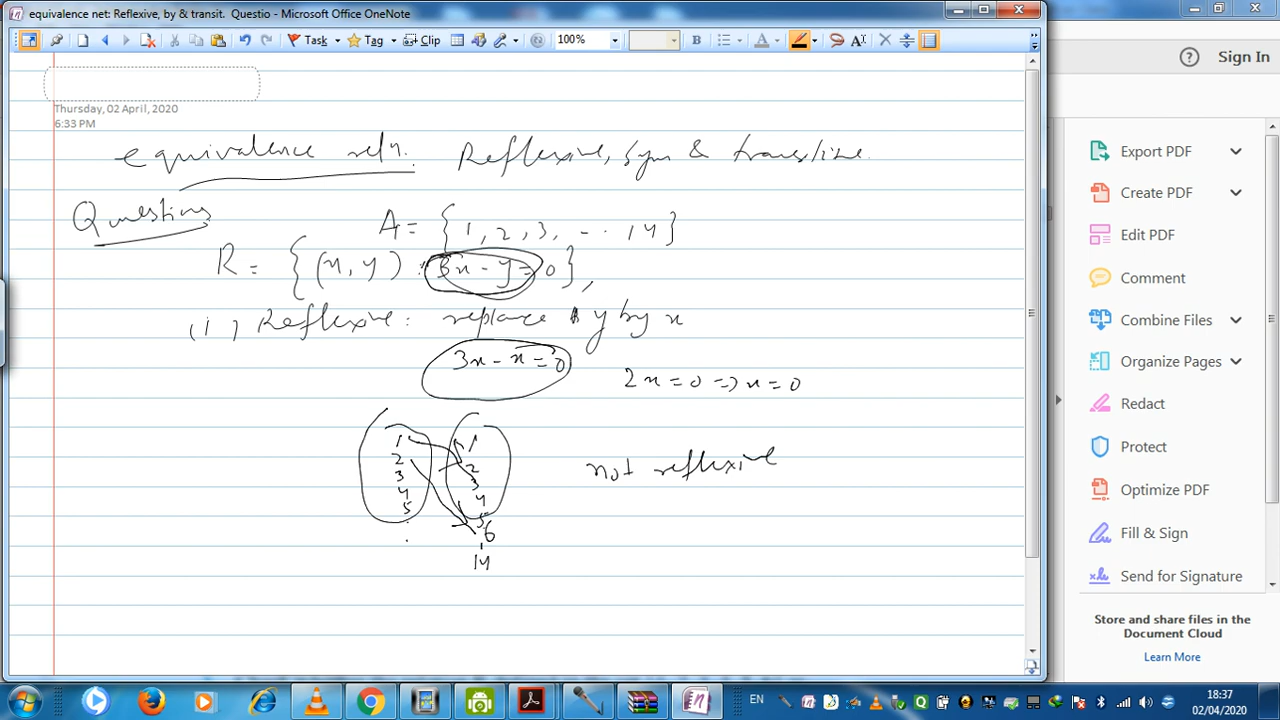 equivalence net: Reflexive, by & transit.  Questio - Microsoft Office OneNote
Task
Tag
Clip
100%
B
A
Sign In
Thursday, 02 April, 2020
6:33 PM
equivalence reln. Reflexive, Sym & transitive.
Questions
A = { 1, 2, 3, - .. 14 }
R = { (x, y) : 3x - y = 0 },
(i) Reflexive: replace y by x
3x - x = 0
2x = 0 => x = 0
1 1
2 2
3 3
4 4
5 5
6
14
not reflexive
Export PDF
Create PDF
Edit PDF
Comment
Combine Files
Organize Pages
Redact
Protect
Optimize PDF
Fill & Sign
Send for Signature
Store and share files in the
Document Cloud
Learn More
EN
18:37
02/04/2020